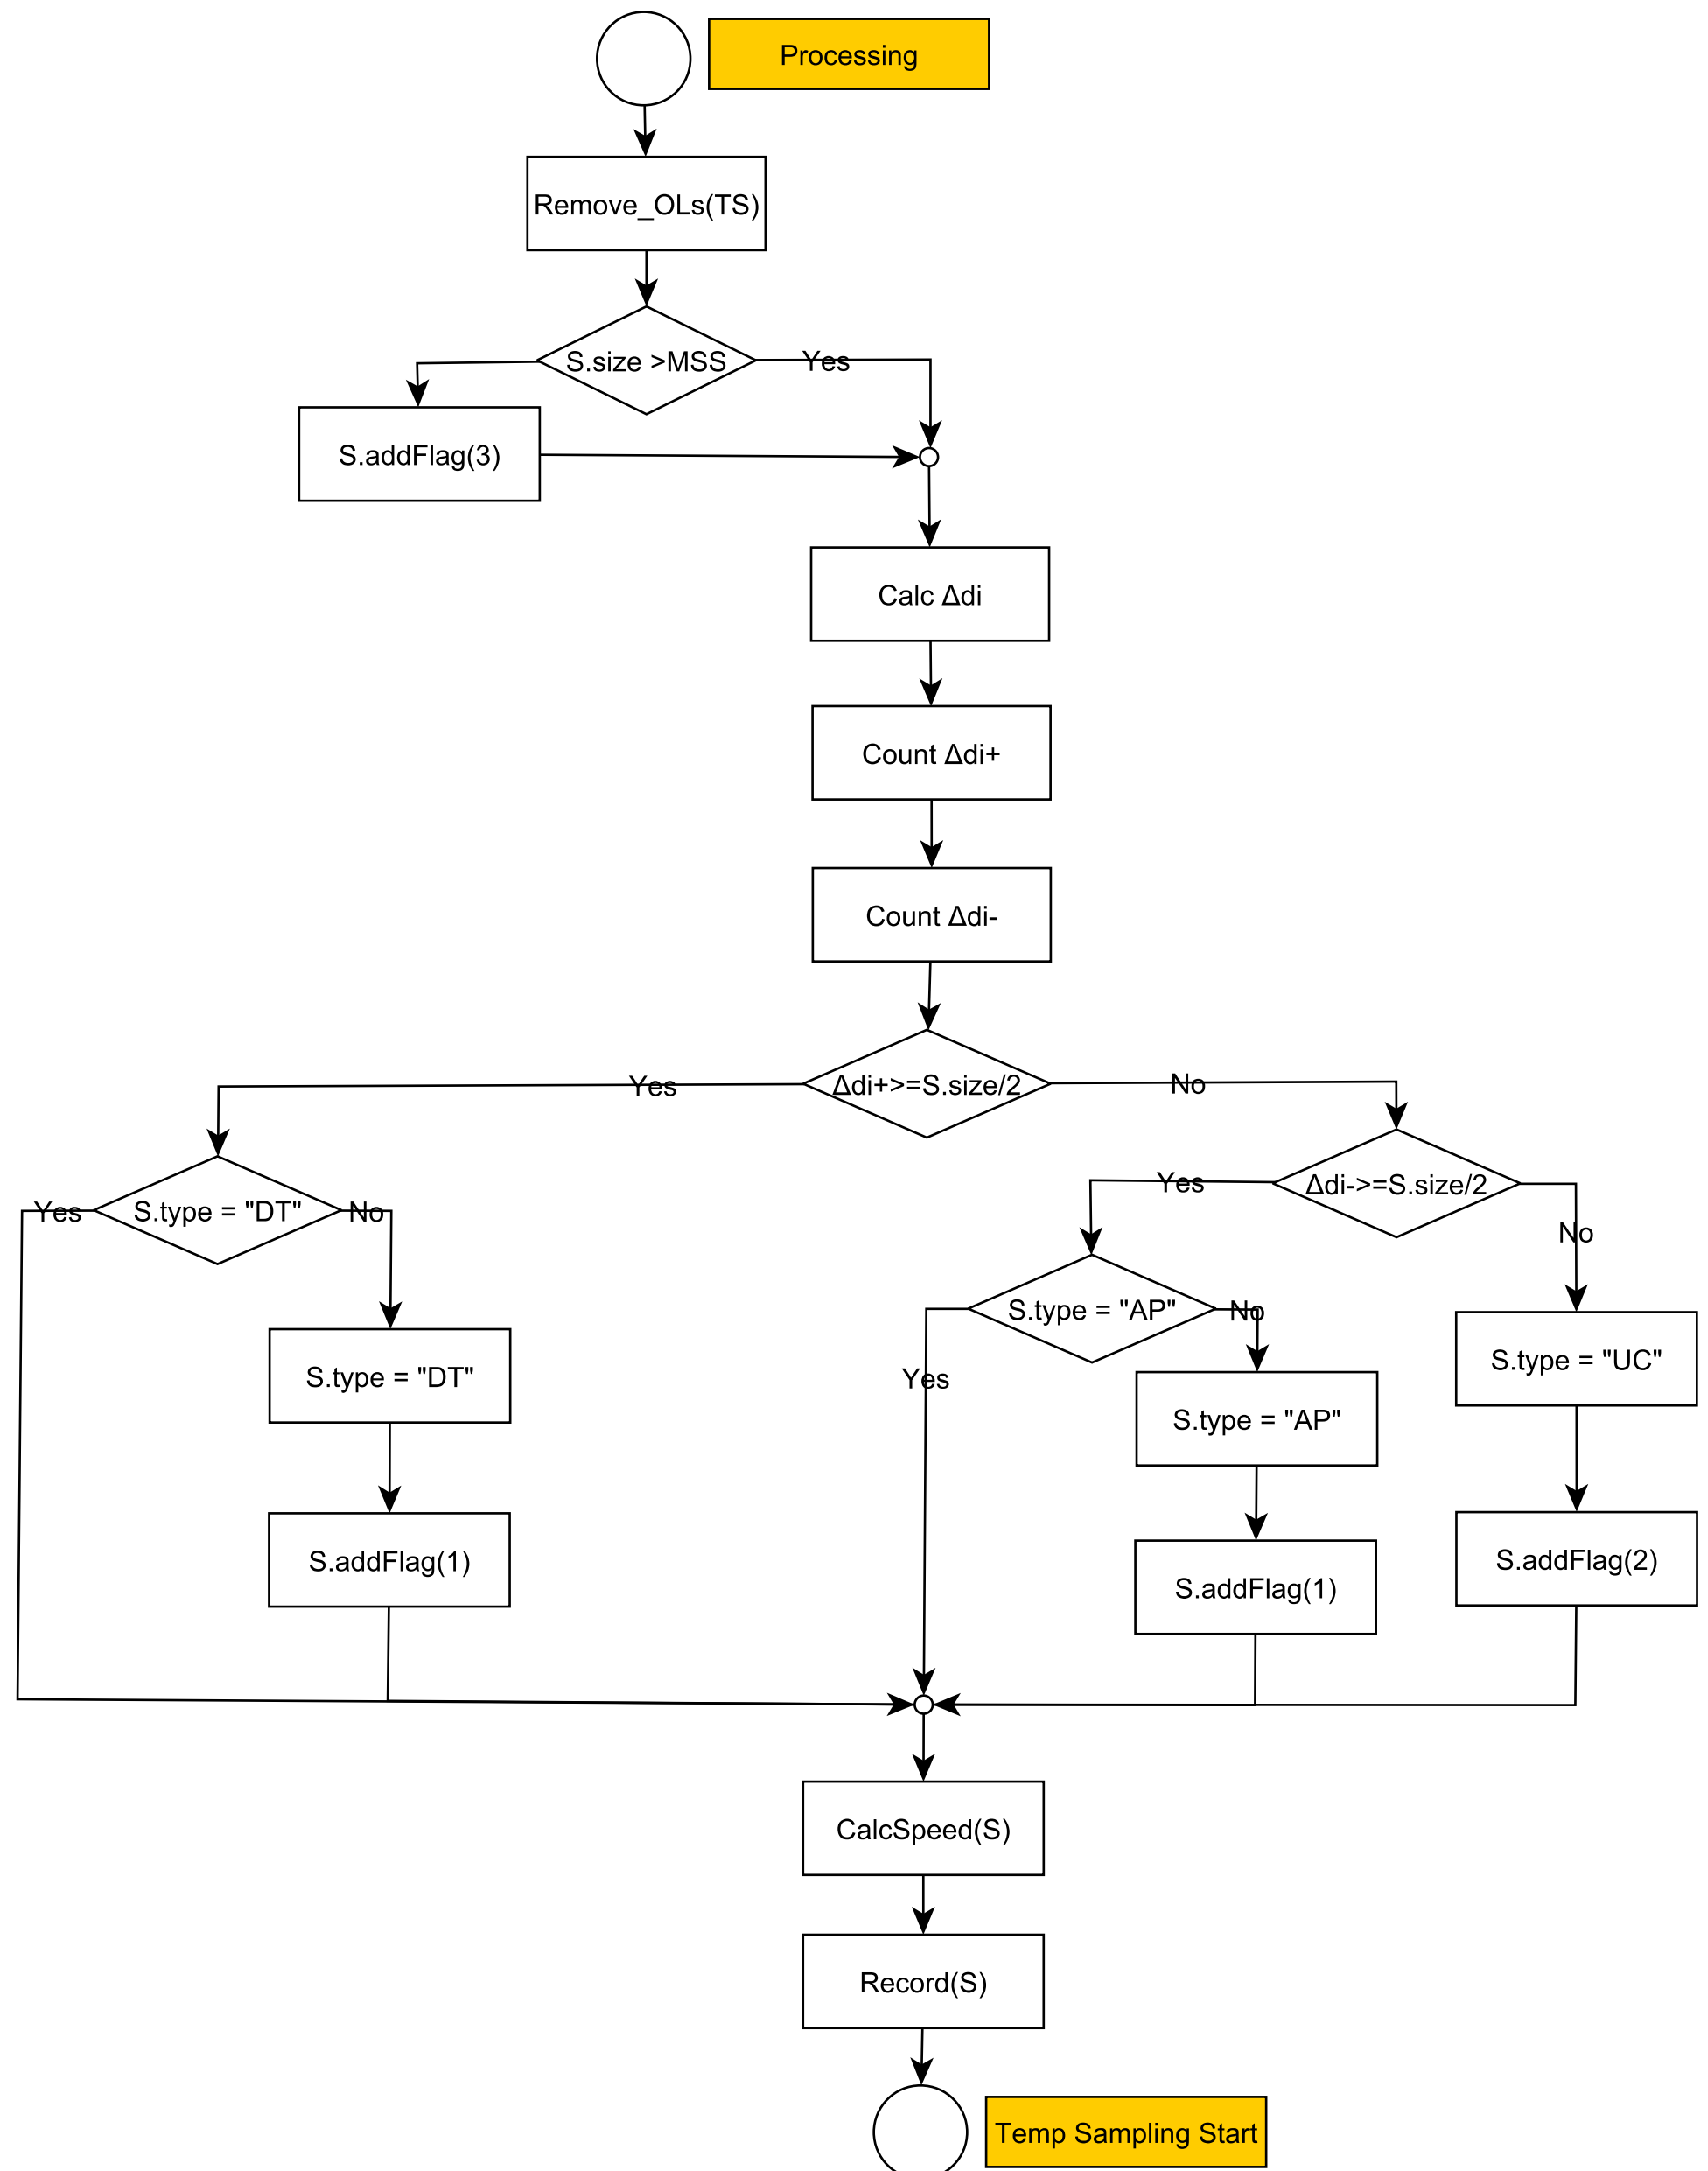 Processing
Remove_OLs(TS)
S.size >MSS
Yes
S.addFlag(3)
Calc Δdi
Count Δdi+
Count Δdi-
Δdi+>=S.size/2
Yes
No
Δdi->=S.size/2
Yes
No
S.type = "DT"
Yes
No
S.type = "AP"
Yes
No
S.type = "DT"
S.type = "AP"
S.type = "UC"
S.addFlag(1)
S.addFlag(1)
S.addFlag(2)
CalcSpeed(S)
Record(S)
Temp Sampling Start